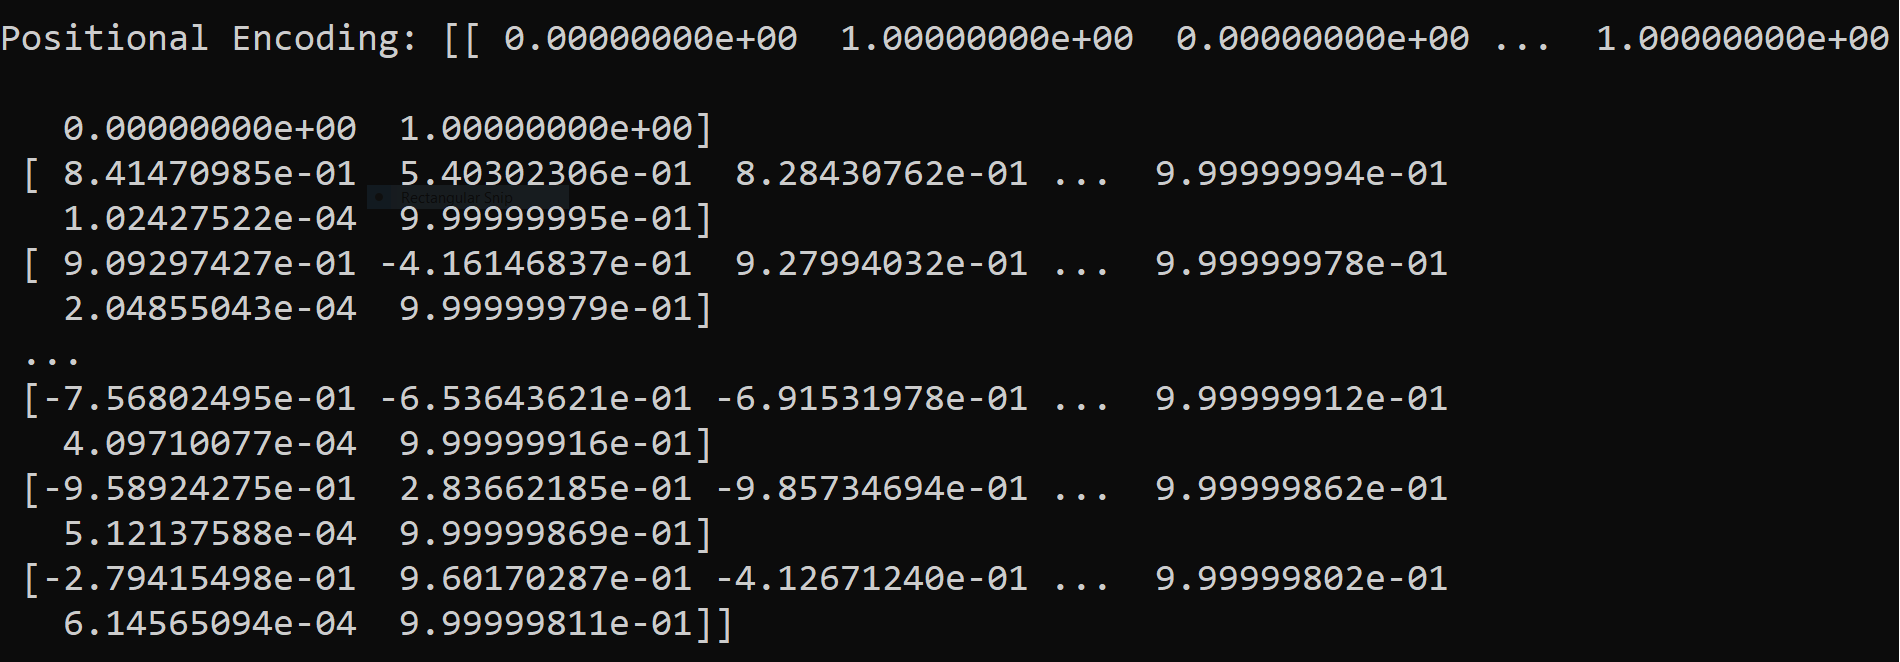 Positional Encoding: [[ 0.00000000e+00  1.00000000e+00  0.00000000e+00 ...  1.00000000e+00
   0.00000000e+00  1.00000000e+00]
 [ 8.41470985e-01  5.40302306e-01  8.28430762e-01 ...  9.99999994e-01
Rectangular Snip
   1.02427522e-04  9.99999995e-01]
 [ 9.09297427e-01 -4.16146837e-01  9.27994032e-01 ...  9.99999978e-01
   2.04855043e-04  9.99999979e-01]
 ...
 [-7.56802495e-01 -6.53643621e-01 -6.91531978e-01 ...  9.99999912e-01
   4.09710077e-04  9.99999916e-01]
 [-9.58924275e-01  2.83662185e-01 -9.85734694e-01 ...  9.99999862e-01
   5.12137588e-04  9.99999869e-01]
 [-2.79415498e-01  9.60170287e-01 -4.12671240e-01 ...  9.99999802e-01
   6.14565094e-04  9.99999811e-01]]